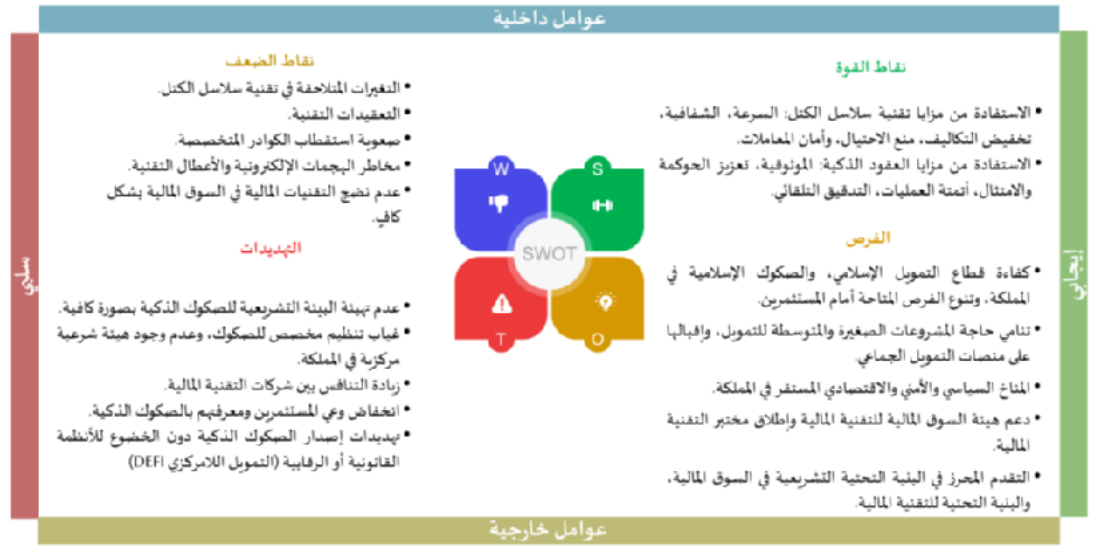 عوامل داخلية
إيجابي
نقاط القوة
• الاستفادة من مزايا تقنية سلاسل الكتل: السرعة، الشفافية،
تخفيض التكاليف، منع الاحتيال، وأمان المعاملات.
• الاستفادة من مزايا العقود الذكية: الموثوقية، تعزيز الحوكمة
والامتثال، أتمتة العمليات، التدقيق التلقائي.
الفرص
• كفاءة قطاع التمويل الإسلامي، والصكوك الإسلامية في
المملكة، وتنوع الفرص المتاحة أمام المستثمرين.
• تنامي حاجة المشروعات الصغيرة والمتوسطة للتمويل، وإقبالها
على منصات التمويل الجماعي.
• المناخ السياسي والأمني والاقتصادي المستقر في المملكة.
• دعم هيئة السوق المالية للتقنية المالية وإطلاق مختبر التقنية
المالية.
• التقدم المحرز في البنية التحتية التشريعية في السوق المالية،
والبنية التحتية للتقنية المالية.
S
W
SWOT
O
T
نقاط الضعف
• التغيرات المتلاحقة في تقنية سلاسل الكتل.
• التعقيدات التقنية.
• صعوبة استقطاب الكوادر المتخصصة.
• مخاطر الهجمات الإلكترونية والأعطال التقنية.
• عدم نضج التقنيات المالية في السوق المالية بشكل
كافٍ.
التهديدات
• عدم تهيئة البيئة التشريعية للصكوك الذكية بصورة كافية.
• غياب تنظيم مخصص للصكوك، وعدم وجود هيئة شرعية
مركزية في المملكة.
• زيادة التنافس بين شركات التقنية المالية.
• انخفاض وعي المستثمرين ومعرفتهم بالصكوك الذكية.
• تهديدات إصدار الصكوك الذكية دون الخضوع للأنظمة
القانونية أو الرقابية (التمويل اللامركزي DEFI)
سلبي
عوامل خارجية